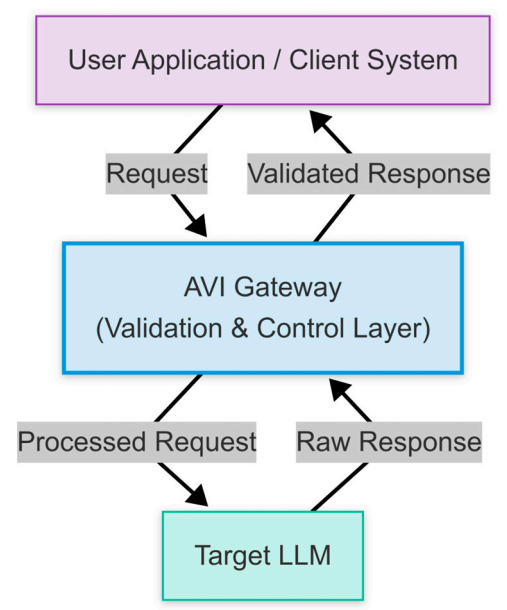 User Application / Client System
Request
Validated Response
AVI Gateway
(Validation & Control Layer)
Processed Request
Raw Response
Target LLM